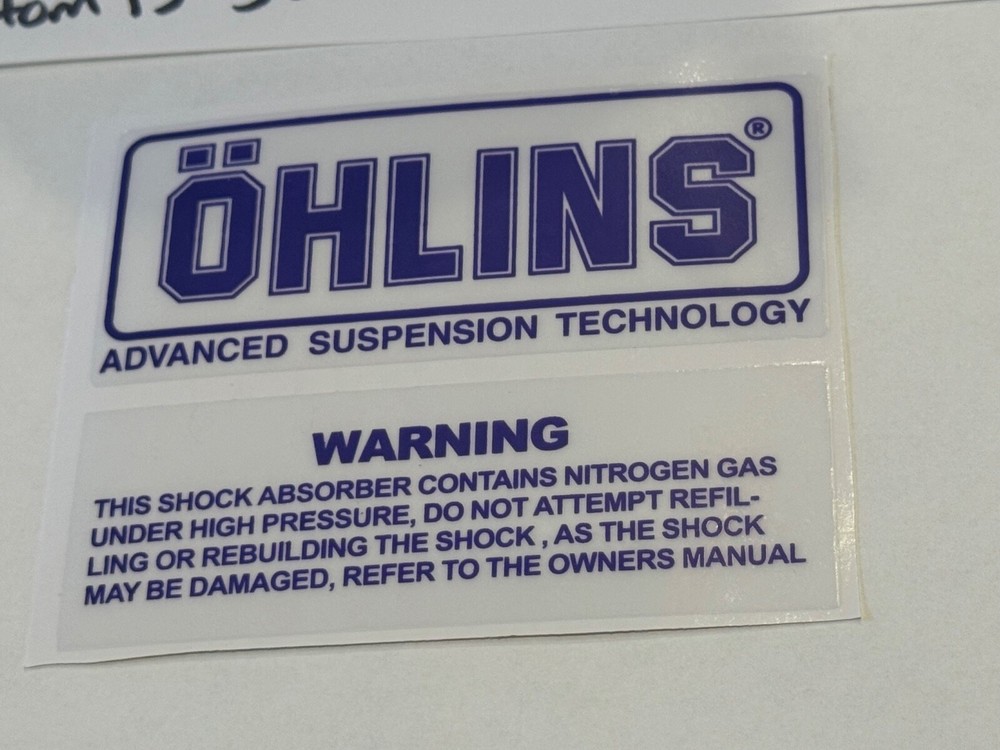 ÖHLINS®
ADVANCED SUSPENSION TECHNOLOGY
WARNING
THIS SHOCK ABSORBER CONTAINS NITROGEN GAS
UNDER HIGH PRESSURE, DO NOT ATTEMPT REFIL-
LING OR REBUILDING THE SHOCK , AS THE SHOCK
MAY BE DAMAGED, REFER TO THE OWNERS MANUAL